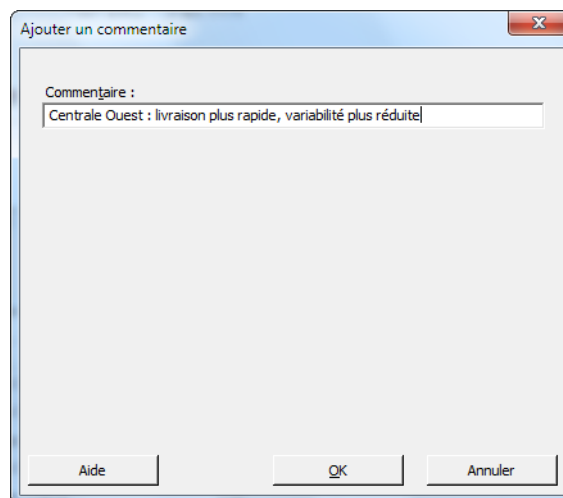 Ajouter un commentaire
Commentaire :
Centrale Ouest : livraison plus rapide, variabilité plus réduite
Aide
OK
Annuler